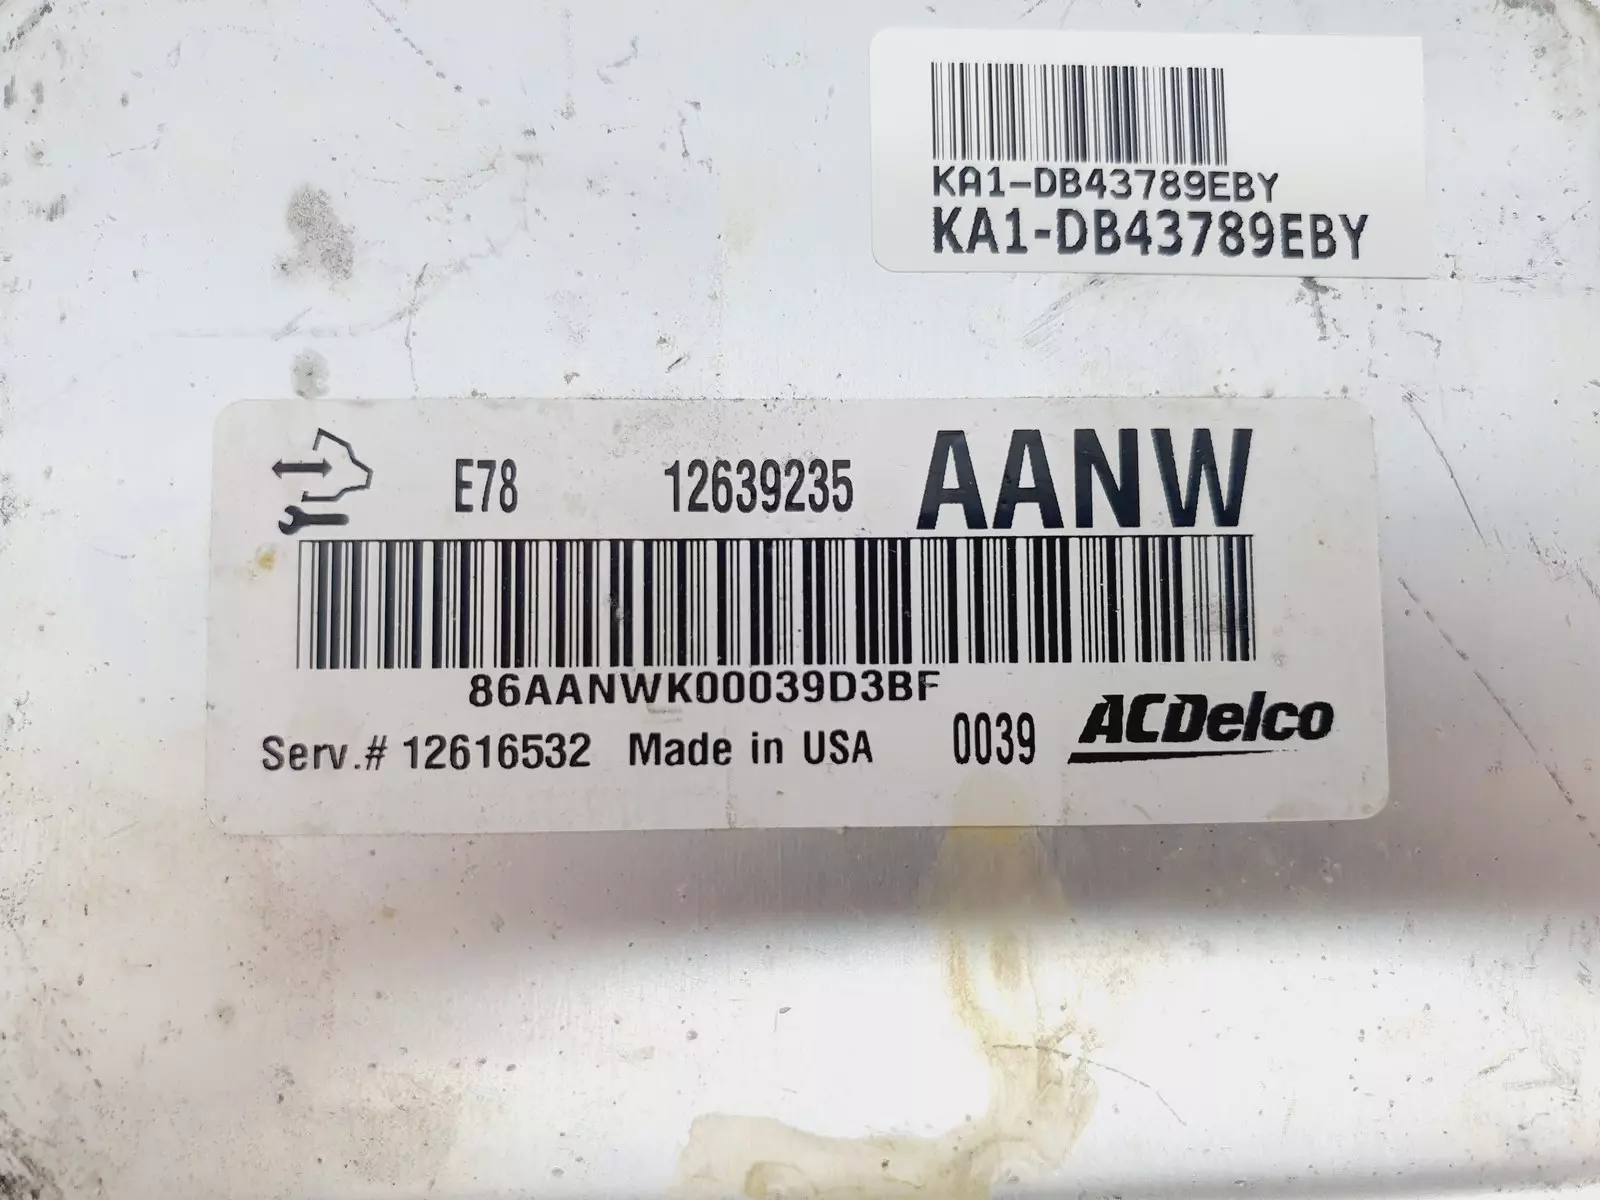 KA1-DB43789EBY
KA1-DB43789EBY
E78 12639235 AANW
86AANWK00039D3BF
Serv.# 12616532 Made in USA 0039 ACDelco